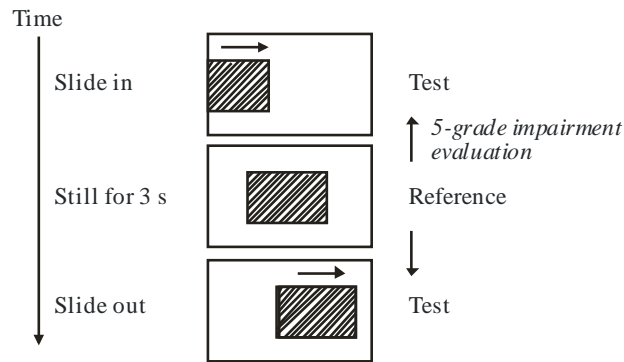 Time
Slide in
Test
5-grade impairment
evaluation
Still for 3 s
Reference
Slide out
Test